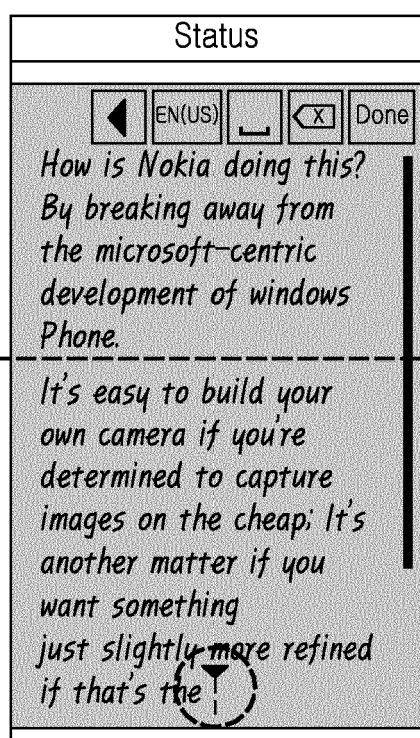 Status
EN(US) X Done
How is Nokia doing this?
By breaking away from
the microsoft-centric
development of windows
Phone.
It's easy to build your
own camera if you're
determined to capture
images on the cheap; It's
another matter if you
want something
just slightly more refined
if that's the